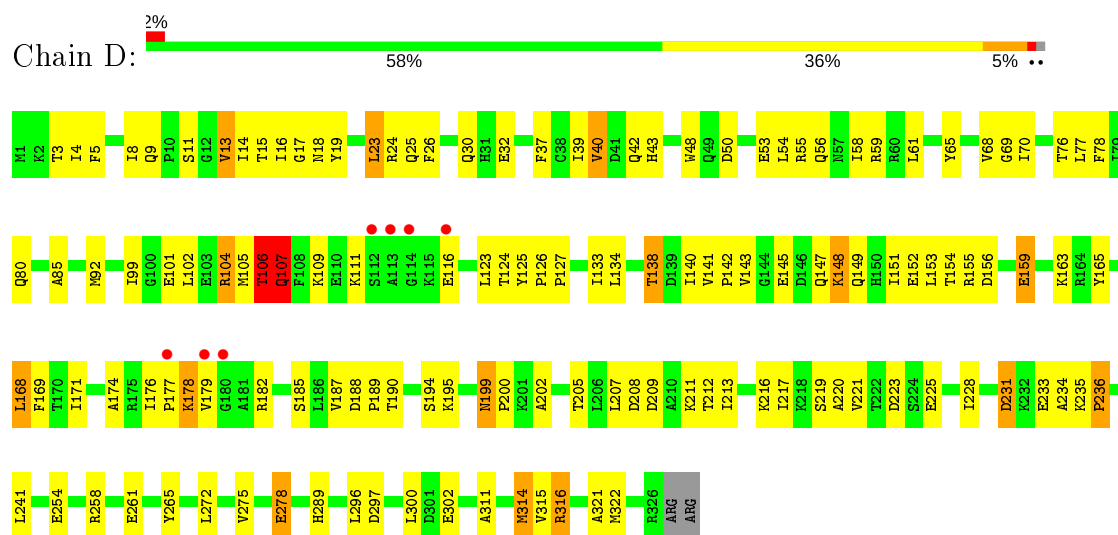 2%
Chain D:
58% 36% 5% ••
M1 K2 T3 I4 F5 I8 Q9 P10 S11 G12 V13 I14 T15 I16 G17 N18 Y19 L23 R24 Q25 F26 Q30 H31 E32 F37 C38 I39 V40 D41 Q42 H43 W48 Q49 D50 E53 L54 R55 Q56 N57 I58 R59 R60 L61 Y65 V68 G69 I70 T76 L77 F78 I79
Q80 A85 M92 I99 G100 E101 L102 E103 R104 M105 T106 Q107 F108 K109 E110 K111 S112 A113 G114 K115 E116 L123 T124 Y125 P126 P127 I133 L134 T138 D139 I140 V141 P142 V143 G144 E145 D146 Q147 K148 Q149 H150 I151 E152 L153 T154 R155 D156 E159 K163 R164 Y165
L168 F169 T170 I171 A174 R175 I176 P177 K178 V179 G180 A181 R182 S185 L186 V187 D188 P189 T190 S194 K195 N199 P200 K201 A202 T205 L206 L207 D208 D209 A210 K211 T212 I213 K216 I217 K218 S219 A220 V221 T222 D223 S224 E225 I228 D231 K232 E233 A234 K235 P236
L241 E254 R258 E261 Y265 L272 V275 E278 H289 L296 D297 L300 D301 E302 A311 M314 V315 R316 A321 M322 R326 ARG ARG